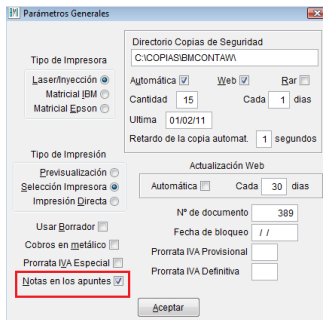 Parámetros Generales
Tipo de Impresora
Laser/Inyección
Matricial IBM
Matricial Epson
Tipo de Impresión
Previsualización
Selección Impresora
Impresión Directa
Usar Borrador
Cobros en metálico
Prorrata IVA Especial
Notas en los apuntes
Directorio Copias de Seguridad
C:\COPIAS\BMCONTAW\
Automática Web Rar
Cantidad 15 Cada 1 dias
Ultima 01/02/11
Retardo de la copia automat. 1 segundos
Actualización Web
Automática Cada 30 dias
Nº de documento 389
Fecha de bloqueo / /
Prorrata IVA Provisional
Prorrata IVA Definitiva
Aceptar